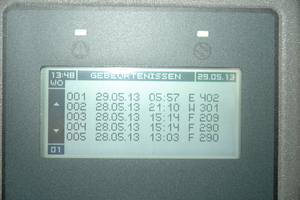 13:48 GEBEURTENISSEN 29.05.13
WO
001 29.05.13 05:57 E 402
002 28.05.13 21:10 W 301
003 28.05.13 15:14 F 209
004 28.05.13 15:14 F 290
005 28.05.13 13:03 F 290
01